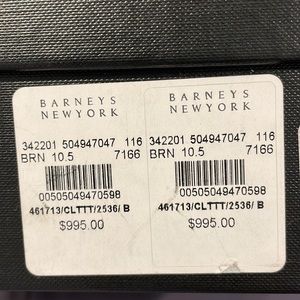 BARNEYS
NEWYORK
342201 504947047 116
BRN 10.5 7166
00505049470598
461713/CLTTT/2536/ B
$995.00
BARNEYS
NEWYORK
342201 504947047 116
BRN 10.5 7166
00505049470598
461713/CLTTT/2536/ B
$995.00